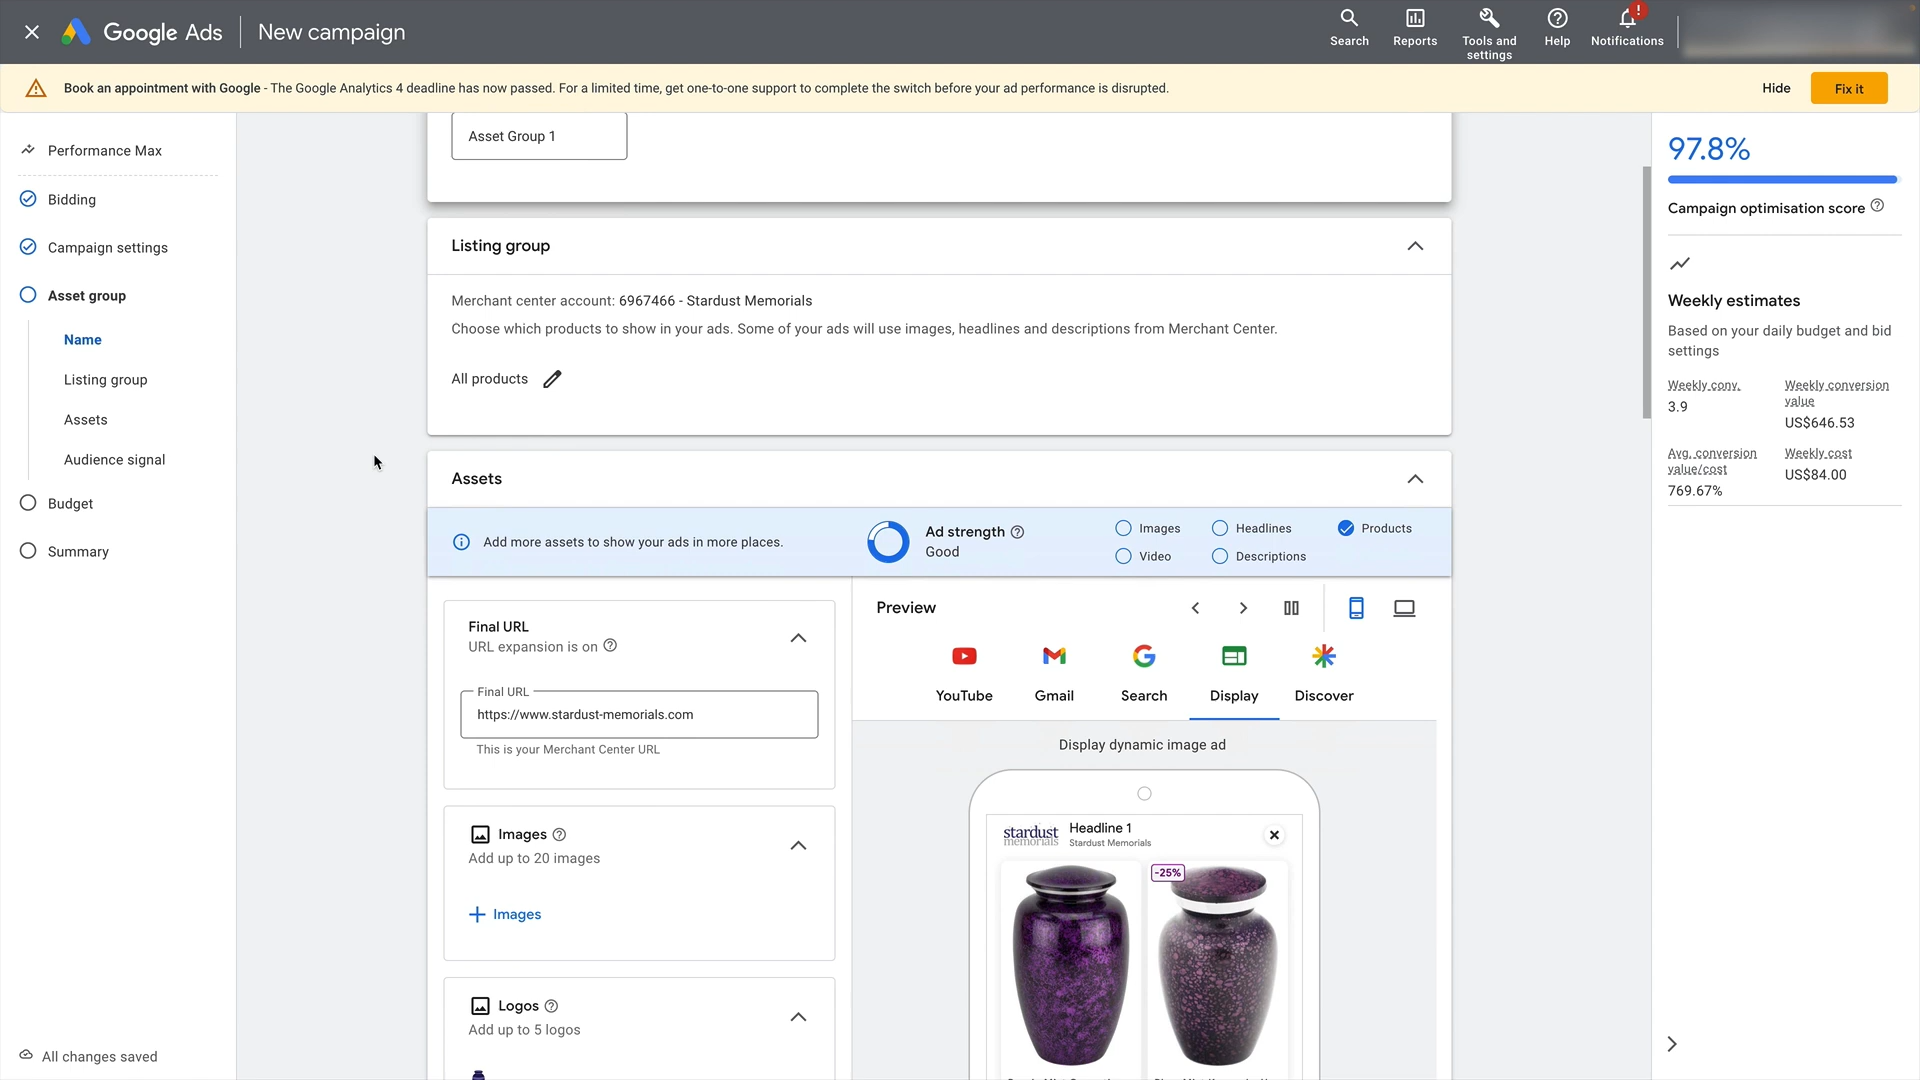 Google Ads
New campaign
Search
Reports
Tools and
settings
Help
!
Notifications
Book an appointment with Google - The Google Analytics 4 deadline has now passed. For a limited time, get one-to-one support to complete the switch before your ad performance is disrupted.
Hide
Fix it
Performance Max
Bidding
Campaign settings
Asset group
Name
Listing group
Assets
Audience signal
Budget
Summary
All changes saved
Asset Group 1
Listing group
Merchant center account: 6967466 - Stardust Memorials
Choose which products to show in your ads. Some of your ads will use images, headlines and descriptions from Merchant Center.
All products
Assets
Add more assets to show your ads in more places.
Ad strength
Good
Images
Headlines
Products
Video
Descriptions
Final URL
URL expansion is on
Final URL
https://www.stardust-memorials.com
This is your Merchant Center URL
Images
Add up to 20 images
Images
Logos
Add up to 5 logos
Preview
YouTube
Gmail
Search
Display
Discover
Display dynamic image ad
stardust
memorials
Headline 1
Stardust Memorials
-25%
97.8%
Campaign optimisation score
Weekly estimates
Based on your daily budget and bid
settings
Weekly conv.
3.9
Weekly conversion
value
US$646.53
Avg. conversion
value/cost
769.67%
Weekly cost
US$84.00